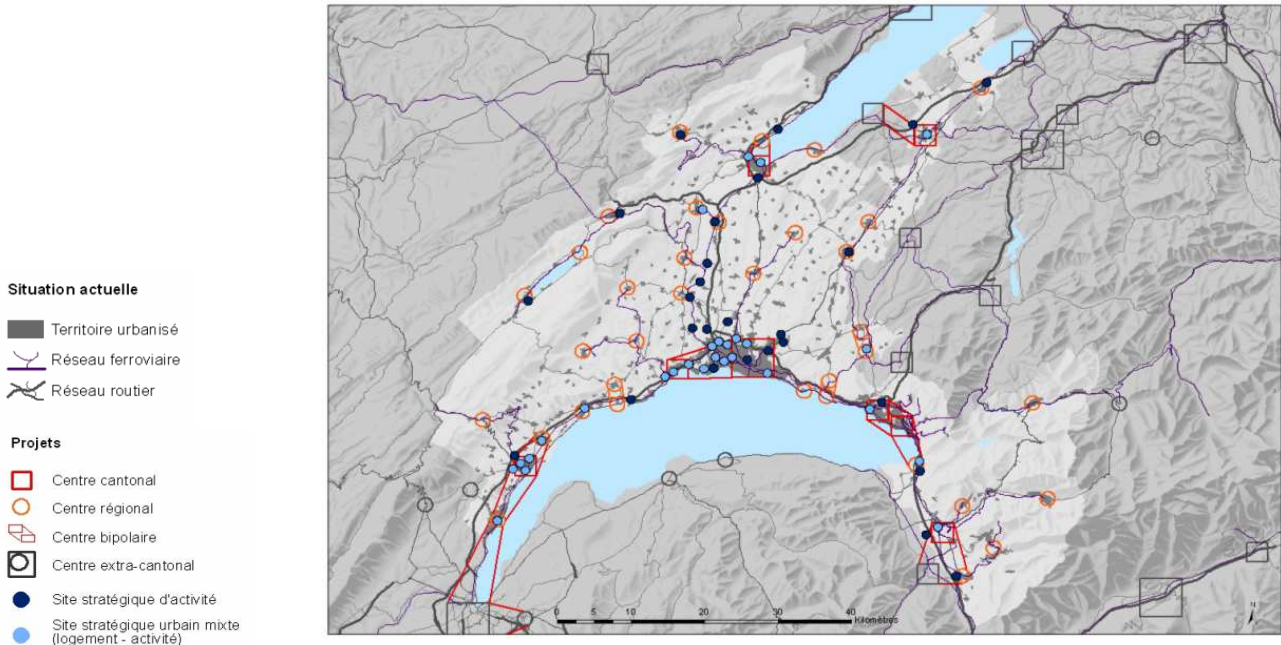 Situation actuelle
Territoire urbanisé
Réseau ferroviaire
Réseau routier
Projets
Centre cantonal
Centre régional
Centre bipolaire
Centre extra-cantonal
Site stratégique d'activité
Site stratégique urbain mixte
(logement - activité)
0 5 10 20 30 40
Kilomètres
N